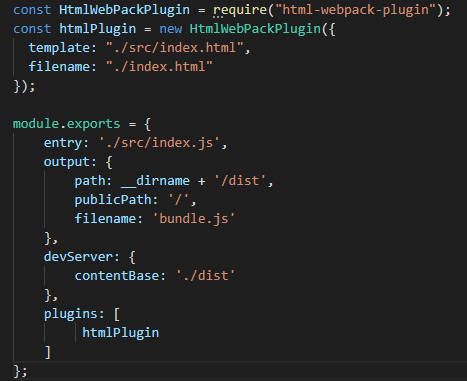 const HtmlWebPackPlugin = require("html-webpack-plugin");
const htmlPlugin = new HtmlWebPackPlugin({
  template: "./src/index.html",
  filename: "./index.html"
});

module.exports = {
    entry: './src/index.js',
    output: {
        path: __dirname + '/dist',
        publicPath: '/',
        filename: 'bundle.js'
    },
    devServer: {
        contentBase: './dist'
    },
    plugins: [
         htmlPlugin
    ]
};